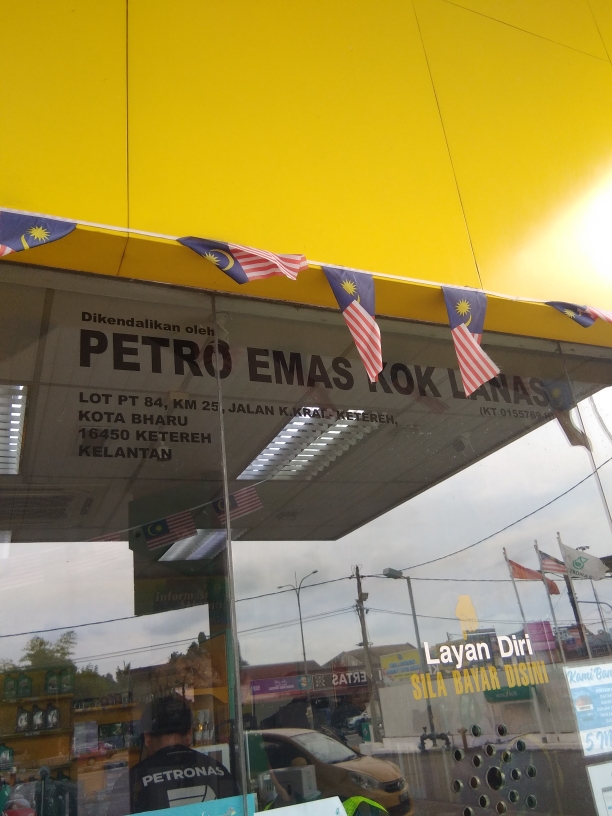 Dikendalikan oleh
PETRO EMAS KOK LANAS
LOT PT 84, KM 25, JALAN K.KRAI - KETEREH,
KOTA BHARU
16450 KETEREH
KELANTAN
Layan Diri
SILA BAYAR DISINI
PETRONAS